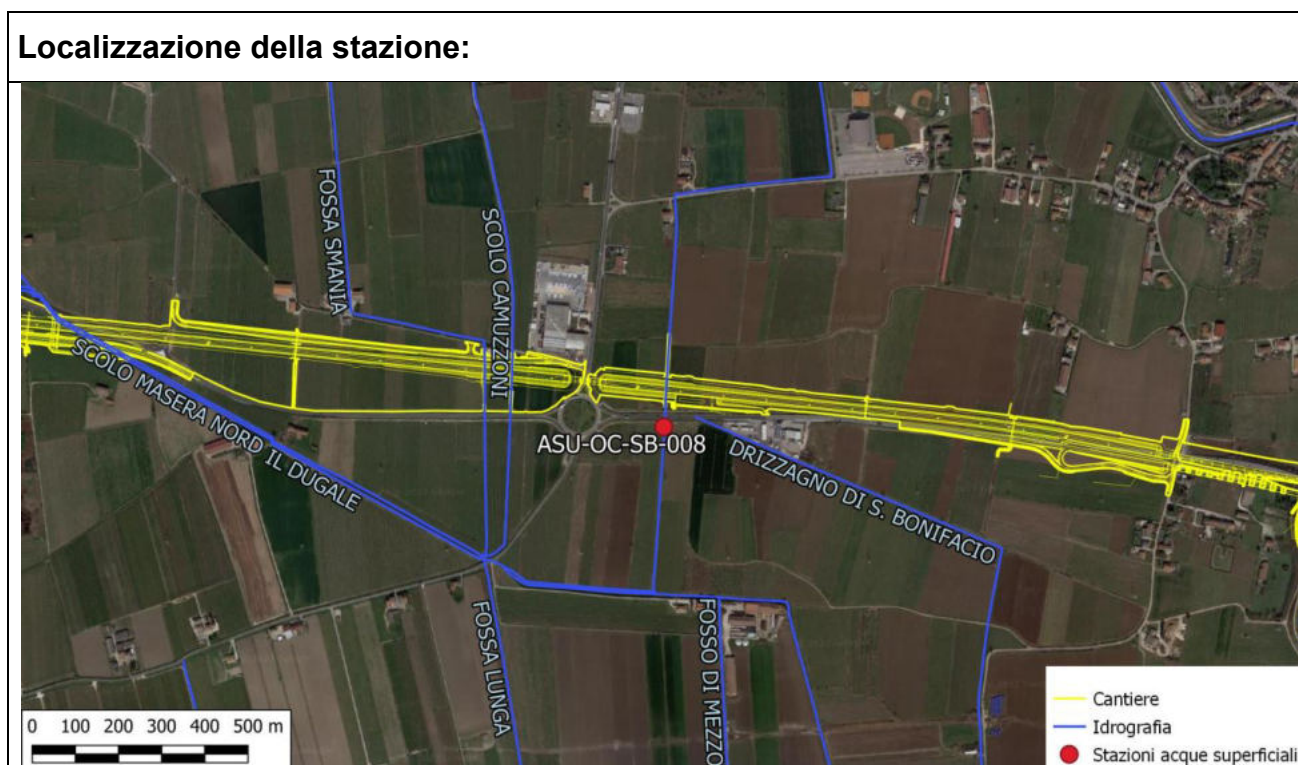 Localizzazione della stazione:
FOSSA SMANIA
SCOLO CAMUZZONI
SCOLO MASERA NORD IL DUGALE
ASU-OC-SB-008
DRIZZAGNO DI S. BONIFACIO
FOSSA LUNGA
FOSSO DI MEZZO
0 100 200 300 400 500 m
Cantiere
Idrografia
Stazioni acque superficiali